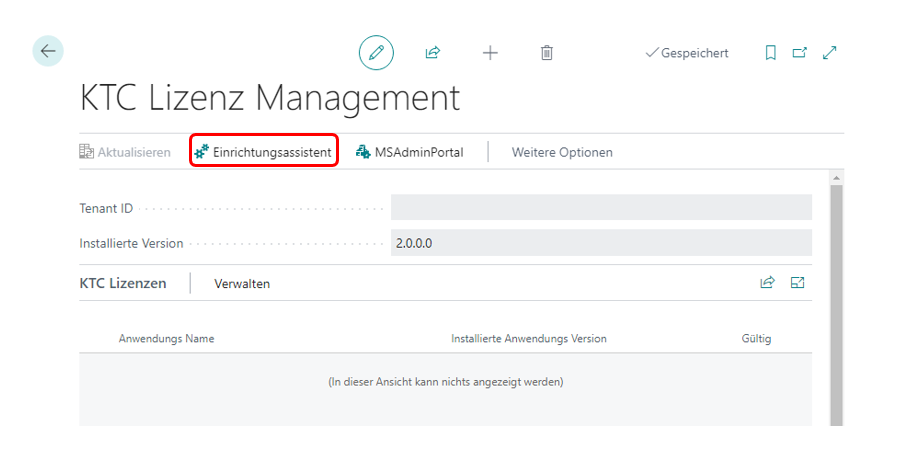 Gespeichert
KTC Lizenz Management
Aktualisieren Einrichtungsassistent MSAdminPortal Weitere Optionen
Tenant ID
Installierte Version 2.0.0.0
KTC Lizenzen Verwalten
Anwendungs Name Installierte Anwendungs Version Gültig
(In dieser Ansicht kann nichts angezeigt werden)